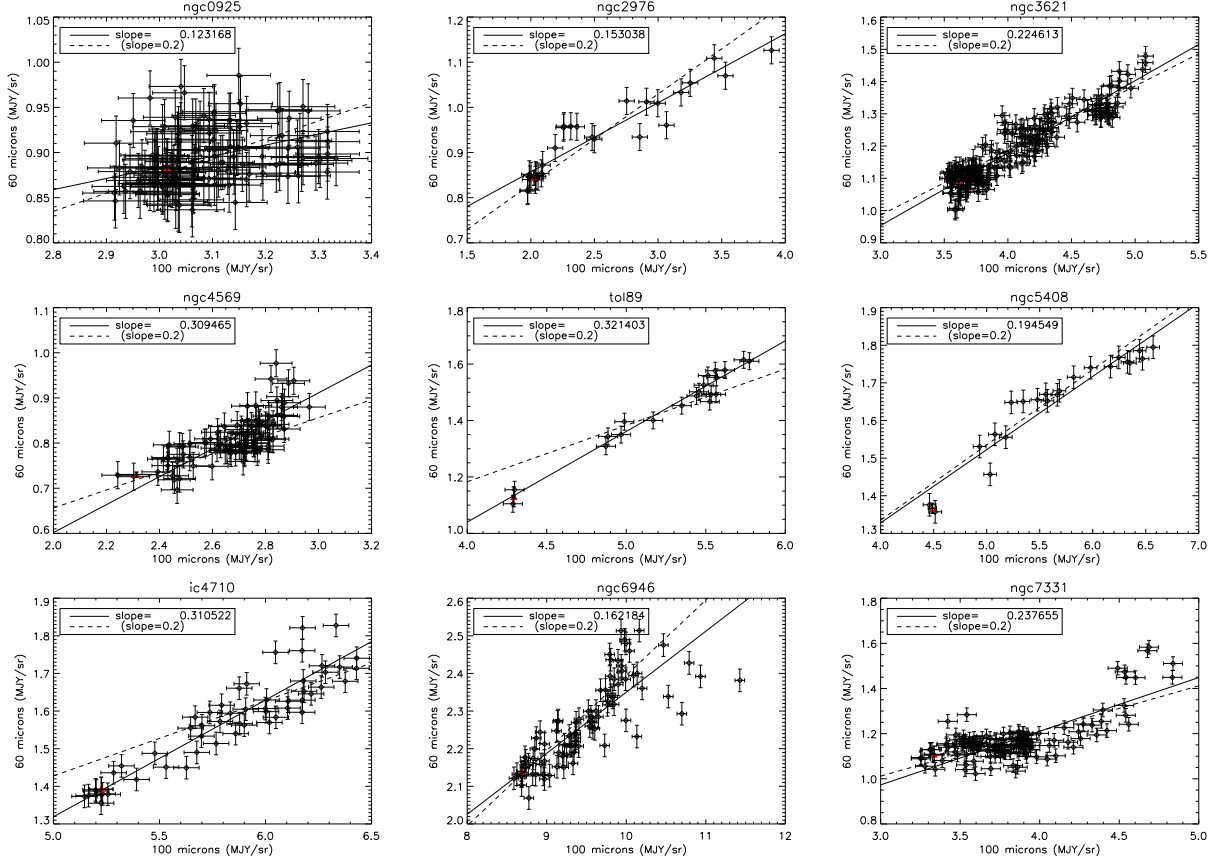 ngc0925
slope= 0.123168
(slope=0.2)
1.05
1.00
0.95
0.90
0.85
0.80
60 microns (MJY/sr)
2.8 2.9 3.0 3.1 3.2 3.3 3.4
100 microns (MJY/sr)
ngc2976
slope= 0.153038
(slope=0.2)
1.2
1.1
1.0
0.9
0.8
0.7
60 microns (MJY/sr)
1.5 2.0 2.5 3.0 3.5 4.0
100 microns (MJY/sr)
ngc3621
slope= 0.224613
(slope=0.2)
1.6
1.5
1.4
1.3
1.2
1.1
1.0
0.9
60 microns (MJY/sr)
3.0 3.5 4.0 4.5 5.0 5.5
100 microns (MJY/sr)
ngc4569
slope= 0.309465
(slope=0.2)
1.1
1.0
0.9
0.8
0.7
0.6
60 microns (MJY/sr)
2.0 2.2 2.4 2.6 2.8 3.0 3.2
100 microns (MJY/sr)
tol89
slope= 0.321403
(slope=0.2)
1.8
1.6
1.4
1.2
1.0
60 microns (MJY/sr)
4.0 4.5 5.0 5.5 6.0
100 microns (MJY/sr)
ngc5408
slope= 0.194549
(slope=0.2)
1.9
1.8
1.7
1.6
1.5
1.4
1.3
60 microns (MJY/sr)
4.0 4.5 5.0 5.5 6.0 6.5 7.0
100 microns (MJY/sr)
ic4710
slope= 0.310522
(slope=0.2)
1.9
1.8
1.7
1.6
1.5
1.4
1.3
60 microns (MJY/sr)
5.0 5.5 6.0 6.5
100 microns (MJY/sr)
ngc6946
slope= 0.162184
(slope=0.2)
2.6
2.5
2.4
2.3
2.2
2.1
2.0
60 microns (MJY/sr)
8 9 10 11 12
100 microns (MJY/sr)
ngc7331
slope= 0.237655
(slope=0.2)
1.8
1.6
1.4
1.2
1.0
0.8
60 microns (MJY/sr)
3.0 3.5 4.0 4.5 5.0
100 microns (MJY/sr)